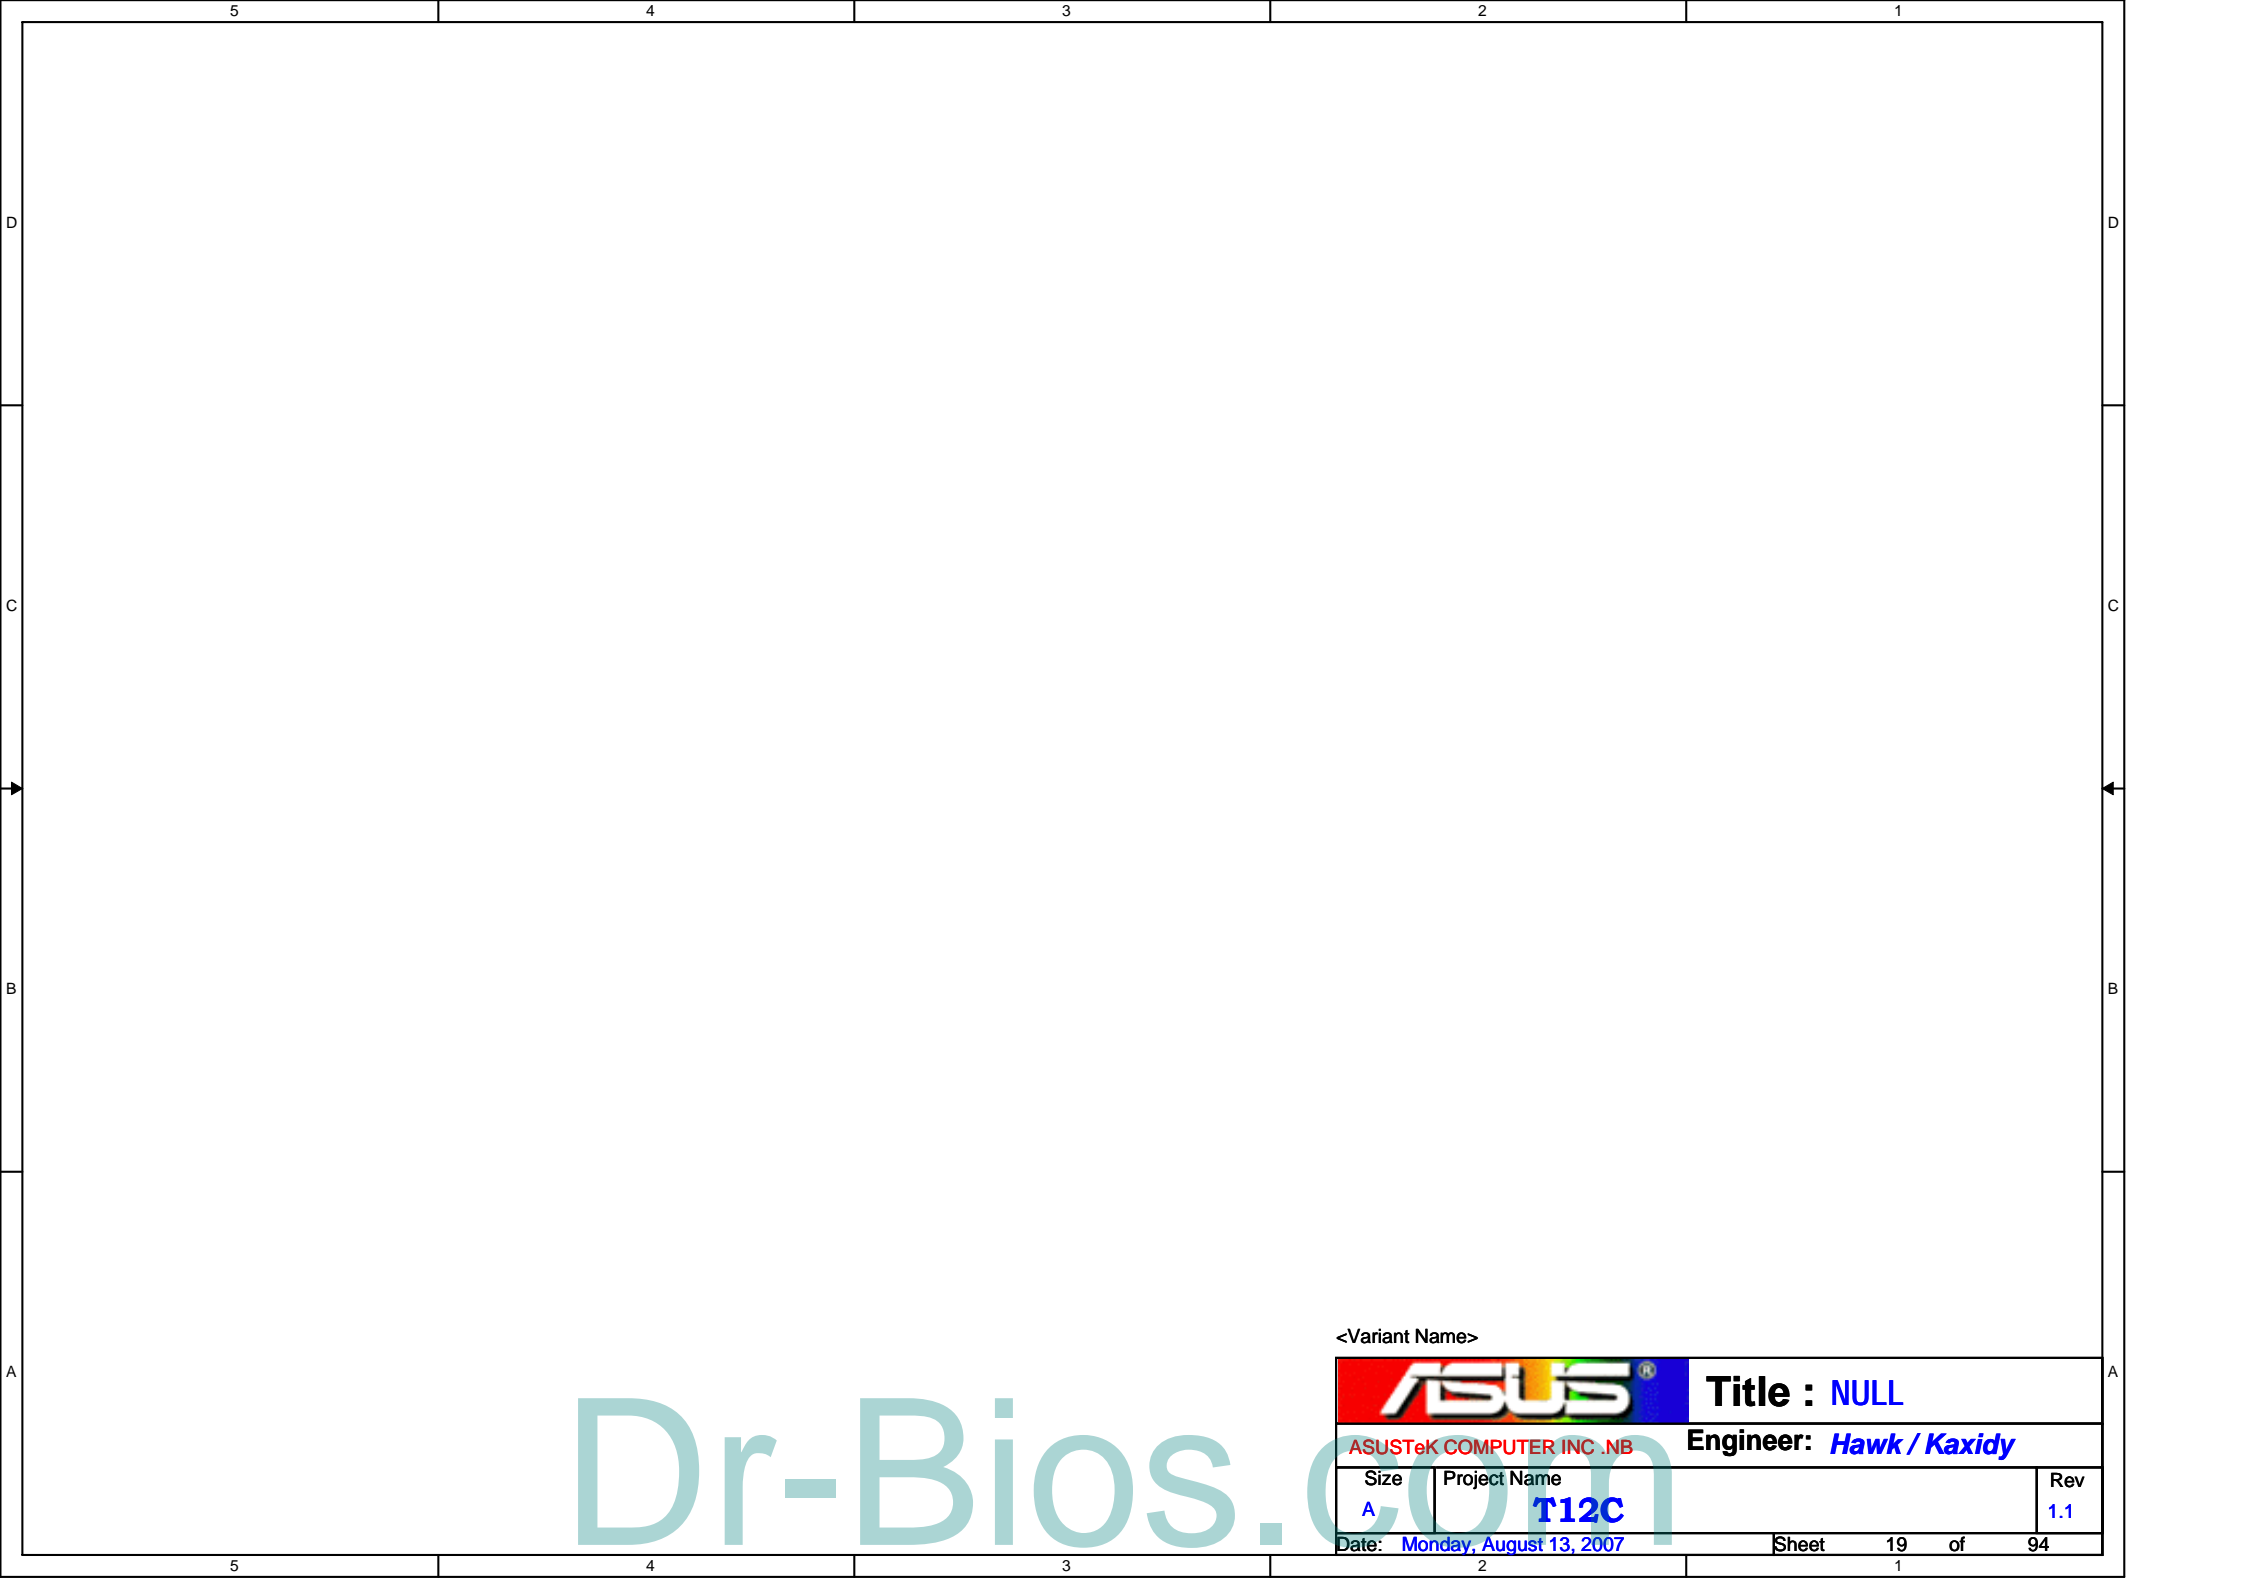 5 4 3 2 1
D D
C C
B B
A A
<Variant Name>
ASUS®
Title : NULL
ASUSTeK COMPUTER INC .NB
Engineer: Hawk / Kaxidy
Size
Project Name
Rev
A
T12C
1.1
Date: Monday, August 13, 2007
Sheet 19 of 94
Dr-Bios.com
5 4 3 2 1